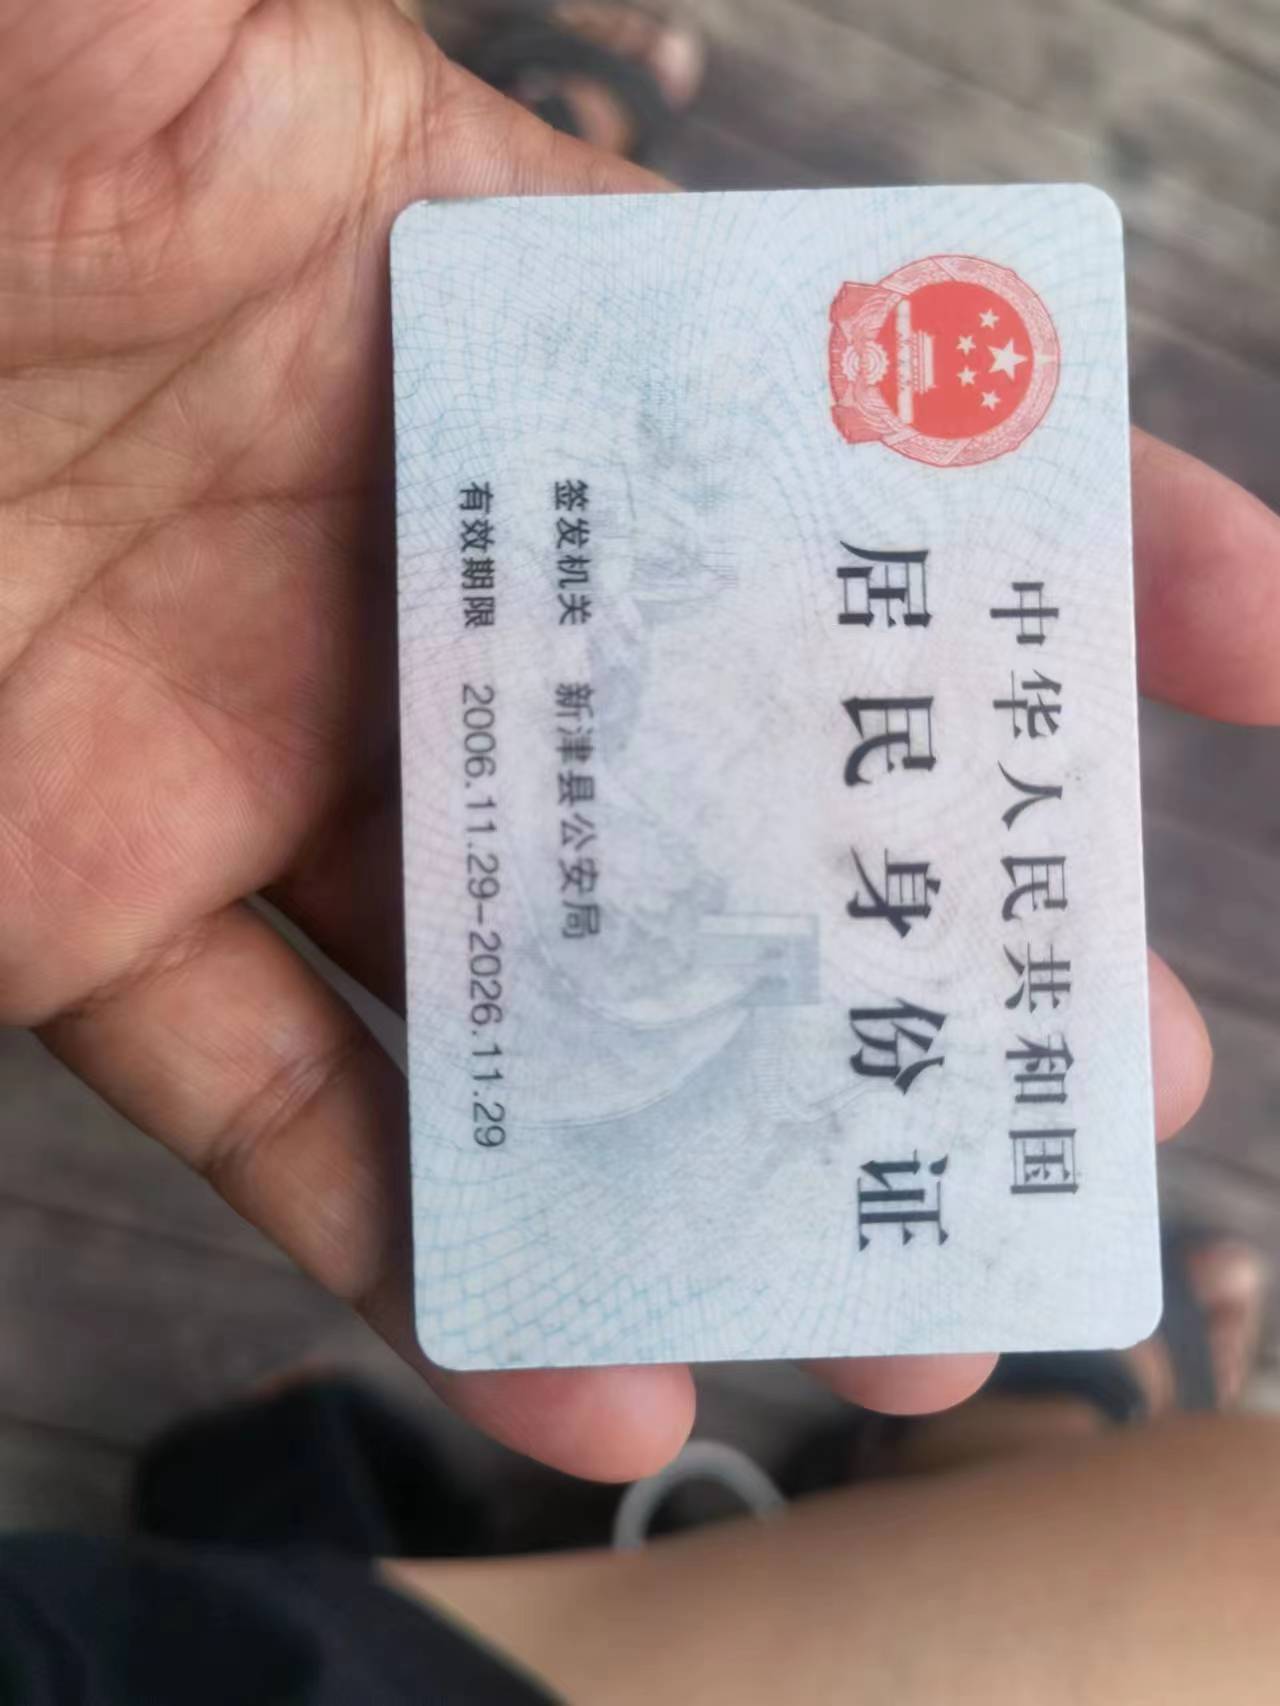 中华人民共和国
居民身份证
签发机关 新津县公安局
有效期限 2006.11.29-2026.11.29